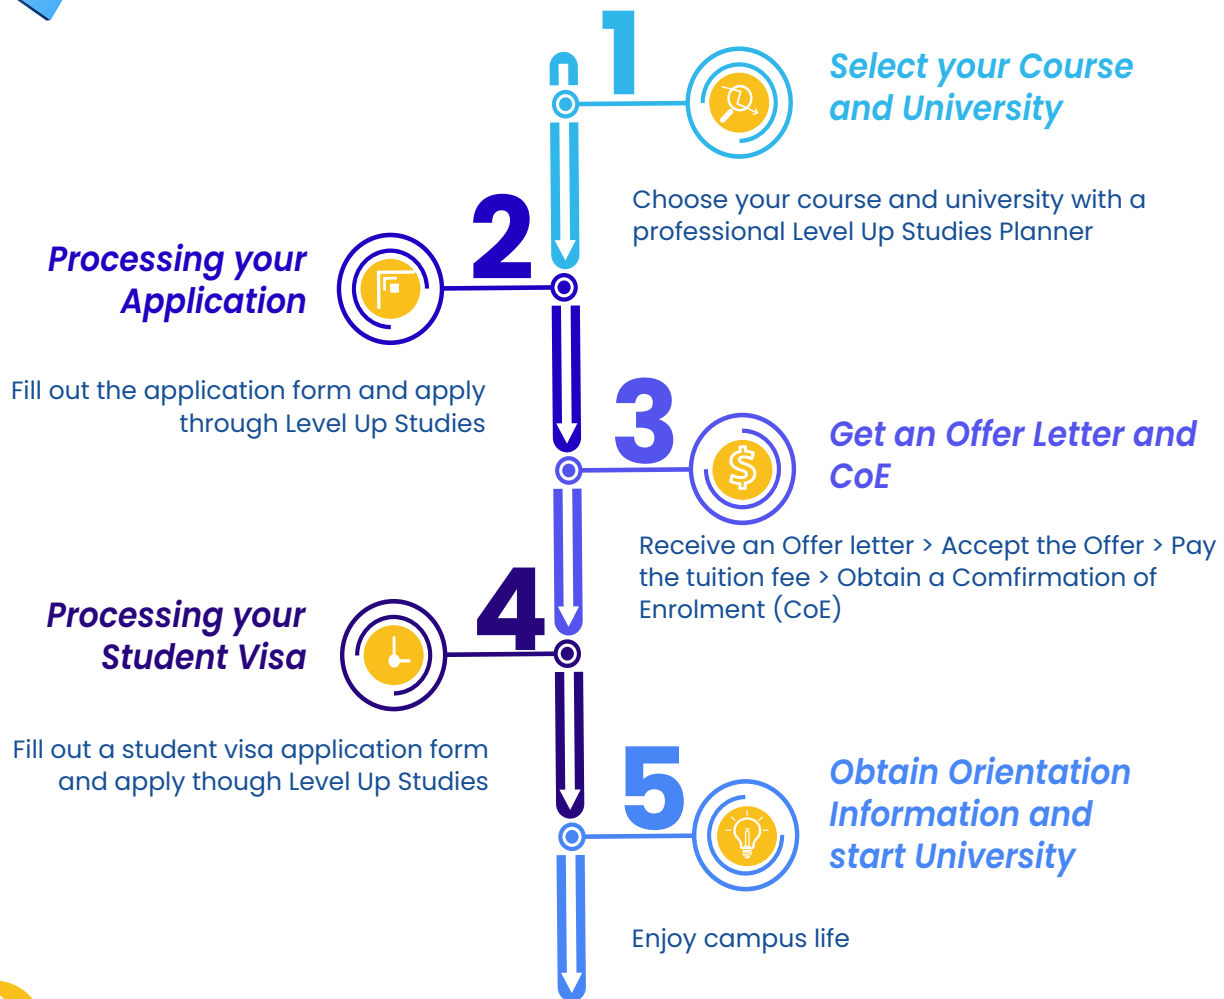 1
Select your Course
and University
Choose your course and university with a
professional Level Up Studies Planner
2
Processing your
Application
Fill out the application form and apply
through Level Up Studies
3
Get an Offer Letter and
CoE
Receive an Offer letter > Accept the Offer > Pay
the tuition fee > Obtain a Comfirmation of
Enrolment (CoE)
4
Processing your
Student Visa
Fill out a student visa application form
and apply though Level Up Studies
5
Obtain Orientation
Information and
start University
Enjoy campus life